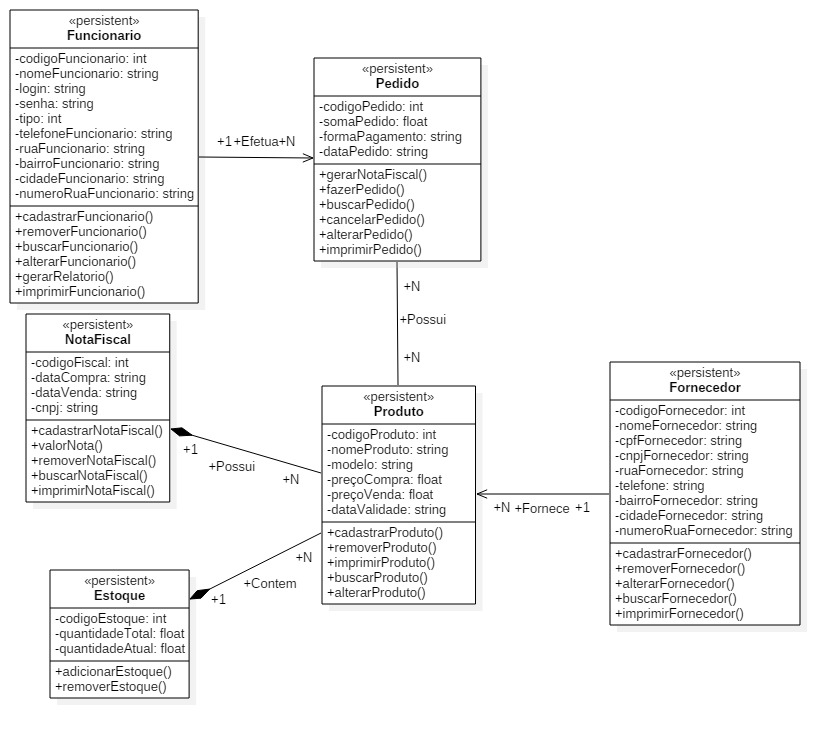 «persistent»
Funcionario
-codigoFuncionario: int
-nomeFuncionario: string
-login: string
-senha: string
-tipo: int
-telefoneFuncionario: string
-ruaFuncionario: string
-bairroFuncionario: string
-cidadeFuncionario: string
-numeroRuaFuncionario: string
+cadastrarFuncionario()
+removerFuncionario()
+buscarFuncionario()
+alterarFuncionario()
+gerarRelatorio()
+imprimirFuncionario()
+1+Efetua+N
«persistent»
Pedido
-codigoPedido: int
-somaPedido: float
-formaPagamento: string
-dataPedido: string
+gerarNotaFiscal()
+fazerPedido()
+buscarPedido()
+cancelarPedido()
+alterarPedido()
+imprimirPedido()
+N
+Possui
+N
«persistent»
NotaFiscal
-codigoFiscal: int
-dataCompra: string
-dataVenda: string
-cnpj: string
+cadastrarNotaFiscal()
+valorNota()
+removerNotaFiscal()
+buscarNotaFiscal()
+imprimirNotaFiscal()
+1
+Possui
+N
«persistent»
Produto
-codigoProduto: int
-nomeProduto: string
-modelo: string
-preçoCompra: float
-preçoVenda: float
-dataValidade: string
+cadastrarProduto()
+removerProduto()
+imprimirProduto()
+buscarProduto()
+alterarProduto()
+N +Fornece +1
«persistent»
Fornecedor
-codigoFornecedor: int
-nomeFornecedor: string
-cpfFornecedor: string
-cnpjFornecedor: string
-ruaFornecedor: string
-telefone: string
-bairroFornecedor: string
-cidadeFornecedor: string
-numeroRuaFornecedor: string
+cadastrarFornecedor()
+removerFornecedor()
+alterarFornecedor()
+buscarFornecedor()
+imprimirFornecedor()
+N
+Contem
+1
«persistent»
Estoque
-codigoEstoque: int
-quantidadeTotal: float
-quantidadeAtual: float
+adicionarEstoque()
+removerEstoque()